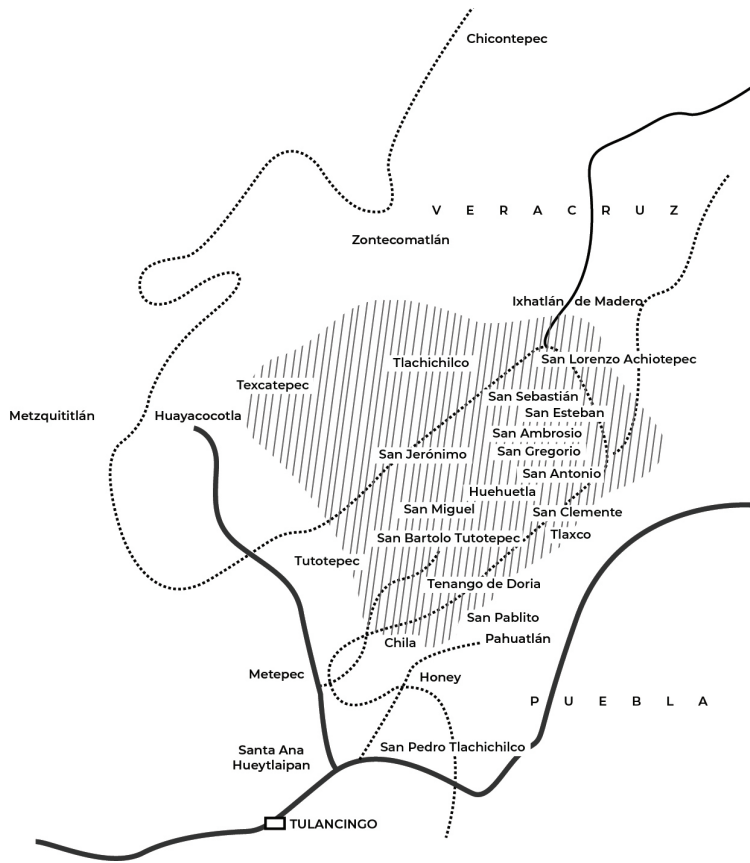 Chicontepec
VERACRUZ
Zontecomatlán
Ixhatlán de Madero
San Lorenzo Achiotepec
Tlachichilco
Texcatepec
San Sebastián
Metzquititlán
Huayacocotla
San Esteban
San Ambrosio
San Gregorio
San Jerónimo
San Antonio
Huehuetla
San Miguel
San Clemente
San Bartolo Tutotepec
Tlaxco
Tutotepec
Tenango de Doria
San Pablito
Pahuatlán
Chila
Metepec
Honey
PUEBLA
San Pedro Tlachichilco
Santa Ana
Hueytlaipan
TULANCINGO